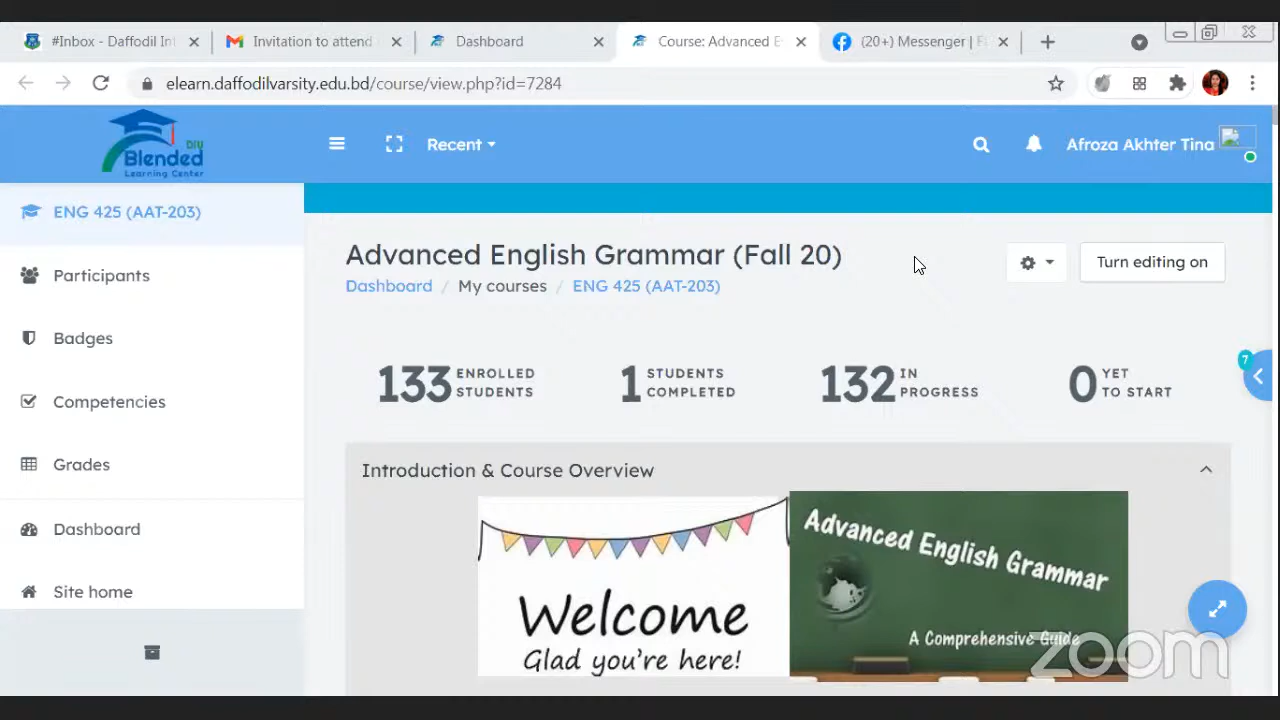 #Inbox - Daffodil Int
Invitation to attend
Dashboard
Course: Advanced E
(20+) Messenger | F
elearn.daffodilvarsity.edu.bd/course/view.php?id=7284
DIU
Blended
Learning Center
Recent
Afroza Akhter Tina
ENG 425 (AAT-203)
Participants
Badges
Competencies
Grades
Dashboard
Site home
Advanced English Grammar (Fall 20)
Turn editing on
Dashboard / My courses / ENG 425 (AAT-203)
7
133 ENROLLED STUDENTS
1 STUDENTS COMPLETED
132 IN PROGRESS
0 YET TO START
Introduction & Course Overview
Welcome
Glad you're here!
Advanced English Grammar
A Comprehensive Guide
zoom